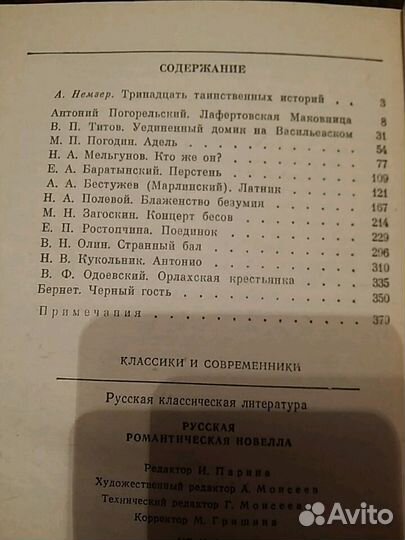 СОДЕРЖАНИЕ
А. Немзер. Тринадцать таинственных историй . . 3
Антоний Погорельский. Лафертовская Маковница 8
В. П. Титов. Уединенный домик на Васильевском 31
М. П. Погодин. Адель . . . . . . . . 54
Н. А. Мельгунов. Кто же он? . . . . . . 77
Е. А. Баратынский. Перстень . . . . . . 109
А. А. Бестужев (Марлинский). Латник . . . . 121
Н. А. Полевой. Блаженство безумия . . . . 167
М. Н. Загоскин. Концерт бесов . . . . . 214
Е. П. Ростопчина. Поединок . . . . . . 229
В. Н. Олин. Странный бал . . . . . . . 296
Н. В. Кукольник. Антонио . . . . . . . 310
В. Ф. Одоевский. Орлахская крестьянка . . . 335
Бернет. Черный гость . . . . . . . . 350
Примечания . . . . . . . . . . . 370
КЛАССИКИ И СОВРЕМЕННИКИ
Русская классическая литература
РУССКАЯ
РОМАНТИЧЕСКАЯ НОВЕЛЛА
Редактор И. Парина
Художественный редактор А. Моисеев
Технический редактор Г. Моисеева
Корректор М. Гришина
Avito